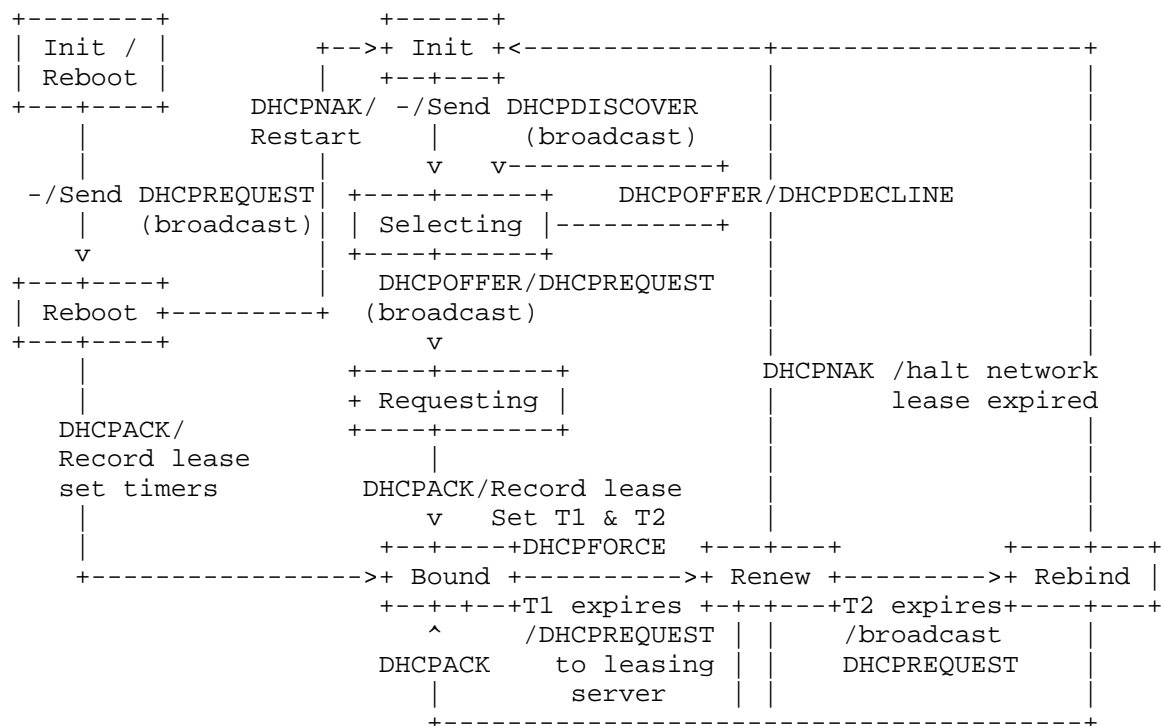 Init /
Init
Reboot
DHCPNAK/ -/Send DHCPDISCOVER
Restart (broadcast)
-/Send DHCPREQUEST DHCPOFFER/DHCPDECLINE
(broadcast) Selecting
DHCPOFFER/DHCPREQUEST
Reboot (broadcast)
DHCPNAK /halt network
Requesting lease expired
DHCPACK/
Record lease
set timers DHCPACK/Record lease
Set T1 & T2
DHCPFORCE
Bound Renew Rebind
T1 expires T2 expires
/DHCPREQUEST /broadcast
DHCPACK to leasing DHCPREQUEST
server